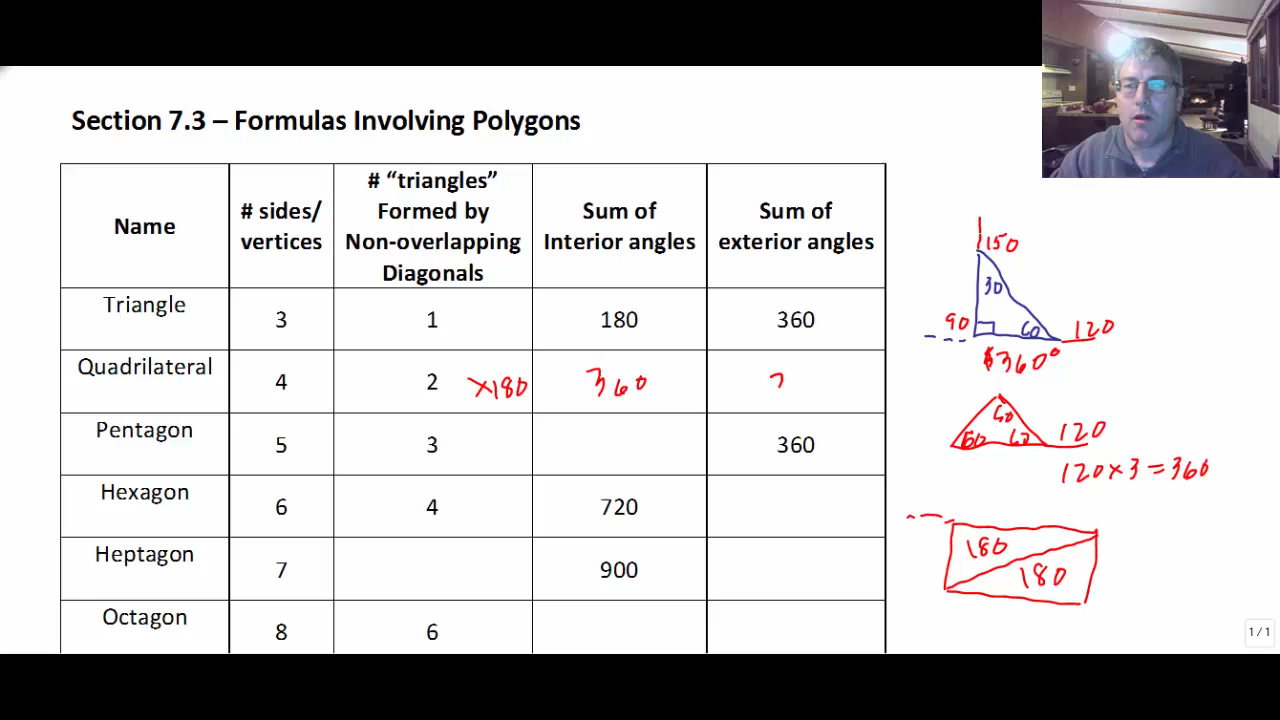 Section 7.3 – Formulas Involving Polygons
Name
# sides/
vertices
# “triangles”
Formed by
Non-overlapping
Diagonals
Sum of
Interior angles
Sum of
exterior angles
Triangle 3 1 180 360
Quadrilateral 4 2 ×180 360
Pentagon 5 3 360
Hexagon 6 4 720
Heptagon 7 900
Octagon 8 6
150
30
90 60 120
360°
60
60 60 120
120×3=360
180
180
1 / 1